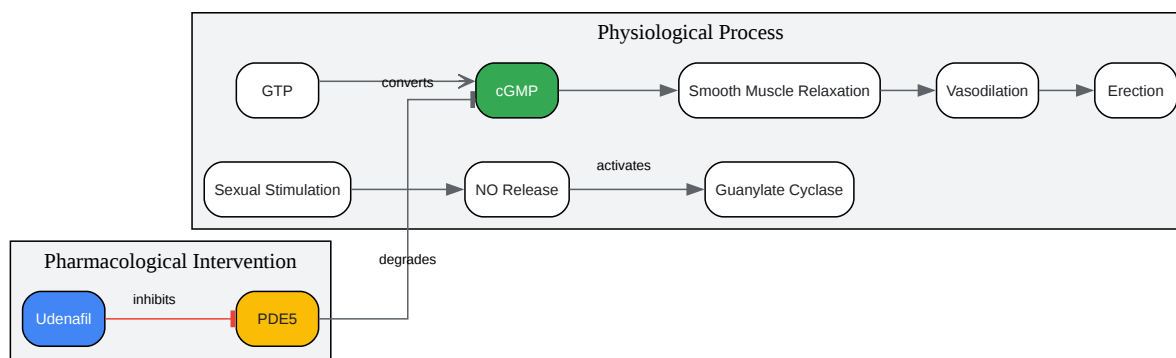 Physiological Process
GTP
converts
cGMP
Smooth Muscle Relaxation
Vasodilation
Erection
Sexual Stimulation
NO Release
activates
Guanylate Cyclase
degrades
Pharmacological Intervention
Udenafil
inhibits
PDE5